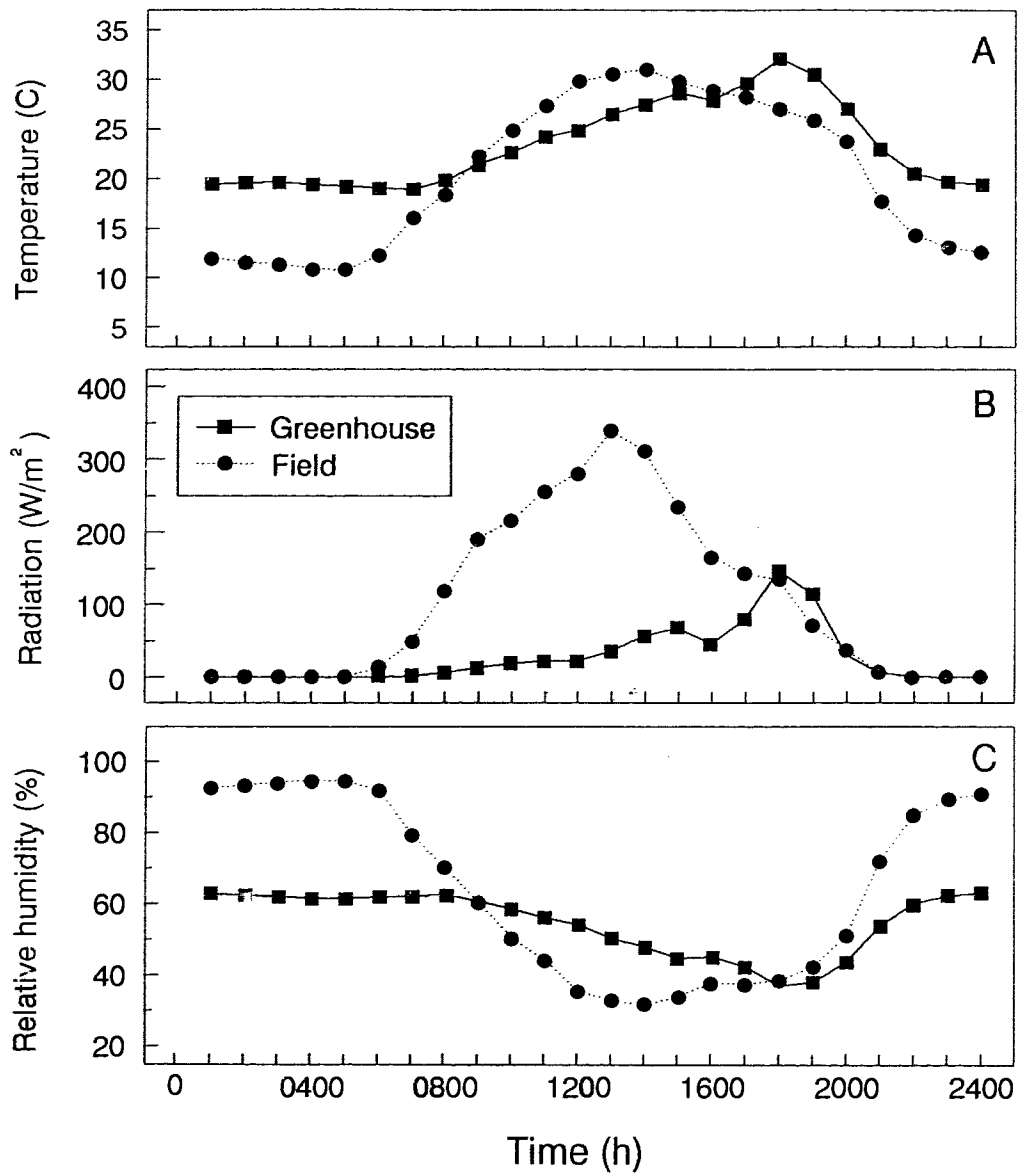 A
Temperature (C)
35
30
25
20
15
10
5
B
Radiation (W/m²)
400
300
200
100
0
Greenhouse
Field
C
Relative humidity (%)
100
80
60
40
20
0 0400 0800 1200 1600 2000 2400
Time (h)